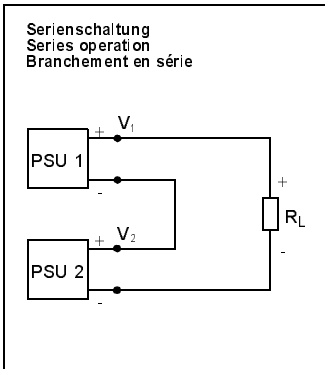 Serienschaltung
Series operation
Branchement en série
+ V1
PSU 1
-
+
RL
-
+ V2
PSU 2
-